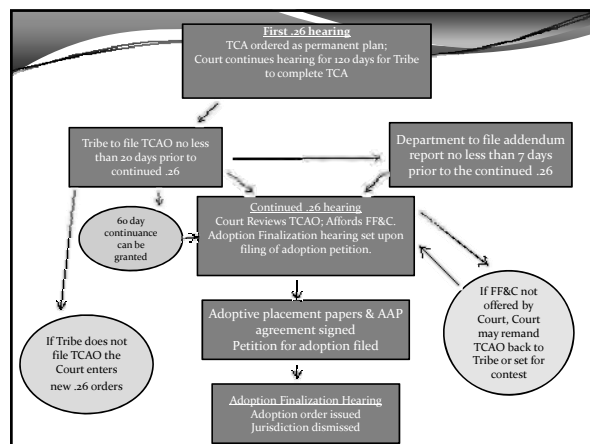 First .26 hearing
TCA ordered as permanent plan;
Court continues hearing for 120 days for Tribe
to complete TCA
Tribe to file TCAO no less
than 20 days prior to
continued .26
Department to file addendum
report no less than 7 days
prior to the continued .26
60 day
continuance
can be
granted
Continued .26 hearing
Court Reviews TCAO; Affords FF&C.
Adoption Finalization hearing set upon
filing of adoption petition.
If FF&C not
offered by
Court, Court
may remand
TCAO back to
Tribe or set for
contest
If Tribe does not
file TCAO the
Court enters
new .26 orders
Adoptive placement papers & AAP
agreement signed
Petition for adoption filed
Adoption Finalization Hearing
Adoption order issued
Jurisdiction dismissed